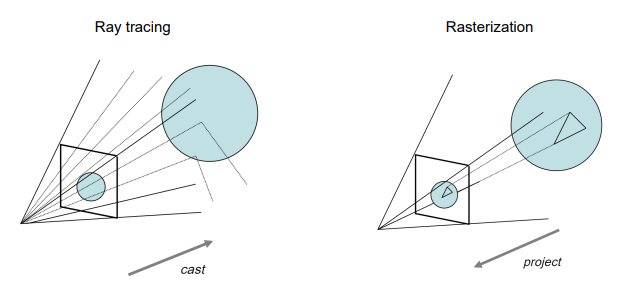 Ray tracing
Rasterization
cast
project